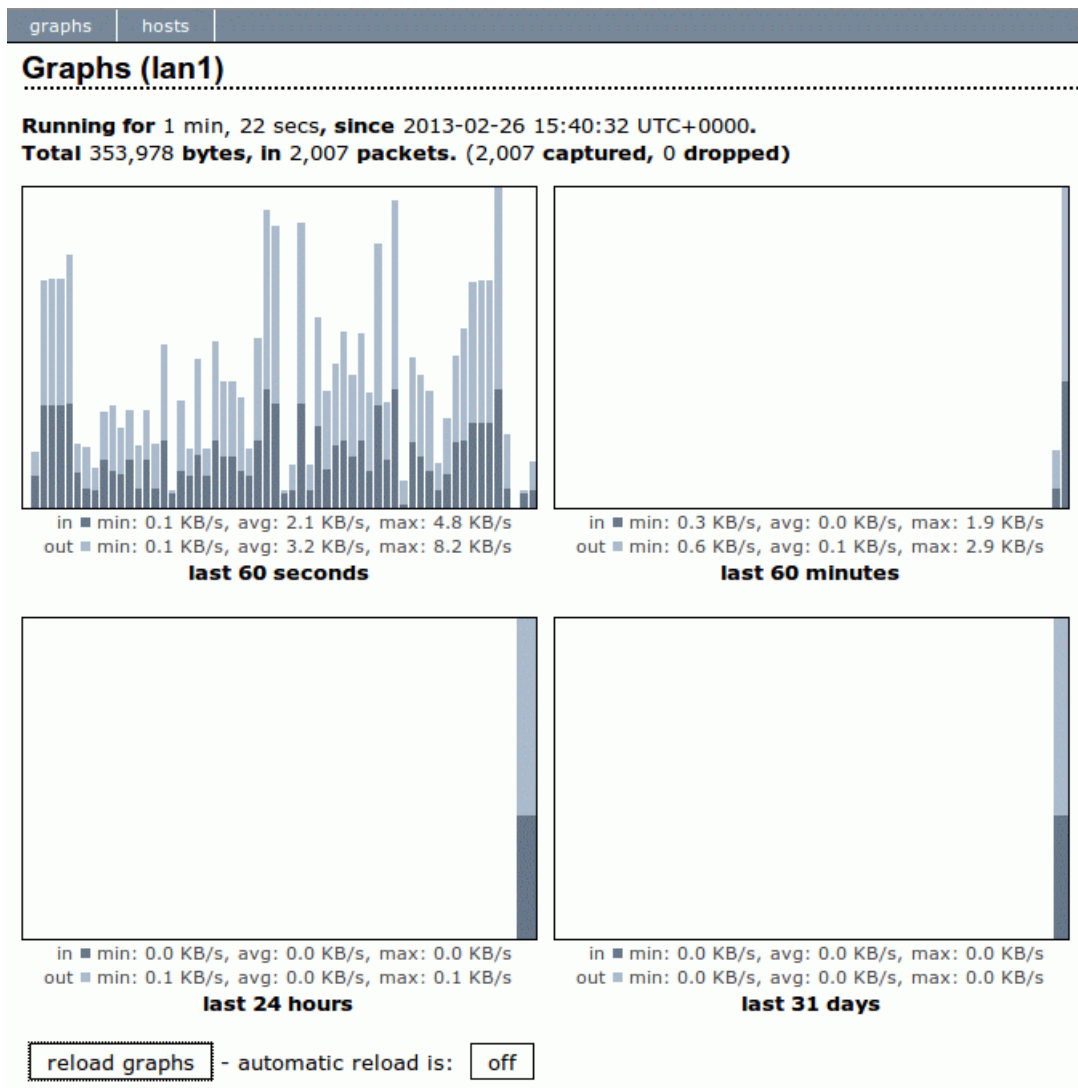 graphs hosts
Graphs (lan1)
Running for 1 min, 22 secs, since 2013-02-26 15:40:32 UTC+0000.
Total 353,978 bytes, in 2,007 packets. (2,007 captured, 0 dropped)
in min: 0.1 KB/s, avg: 2.1 KB/s, max: 4.8 KB/s
out min: 0.1 KB/s, avg: 3.2 KB/s, max: 8.2 KB/s
last 60 seconds
in min: 0.3 KB/s, avg: 0.0 KB/s, max: 1.9 KB/s
out min: 0.6 KB/s, avg: 0.1 KB/s, max: 2.9 KB/s
last 60 minutes
in min: 0.0 KB/s, avg: 0.0 KB/s, max: 0.0 KB/s
out min: 0.1 KB/s, avg: 0.0 KB/s, max: 0.1 KB/s
last 24 hours
in min: 0.0 KB/s, avg: 0.0 KB/s, max: 0.0 KB/s
out min: 0.0 KB/s, avg: 0.0 KB/s, max: 0.0 KB/s
last 31 days
reload graphs - automatic reload is: off